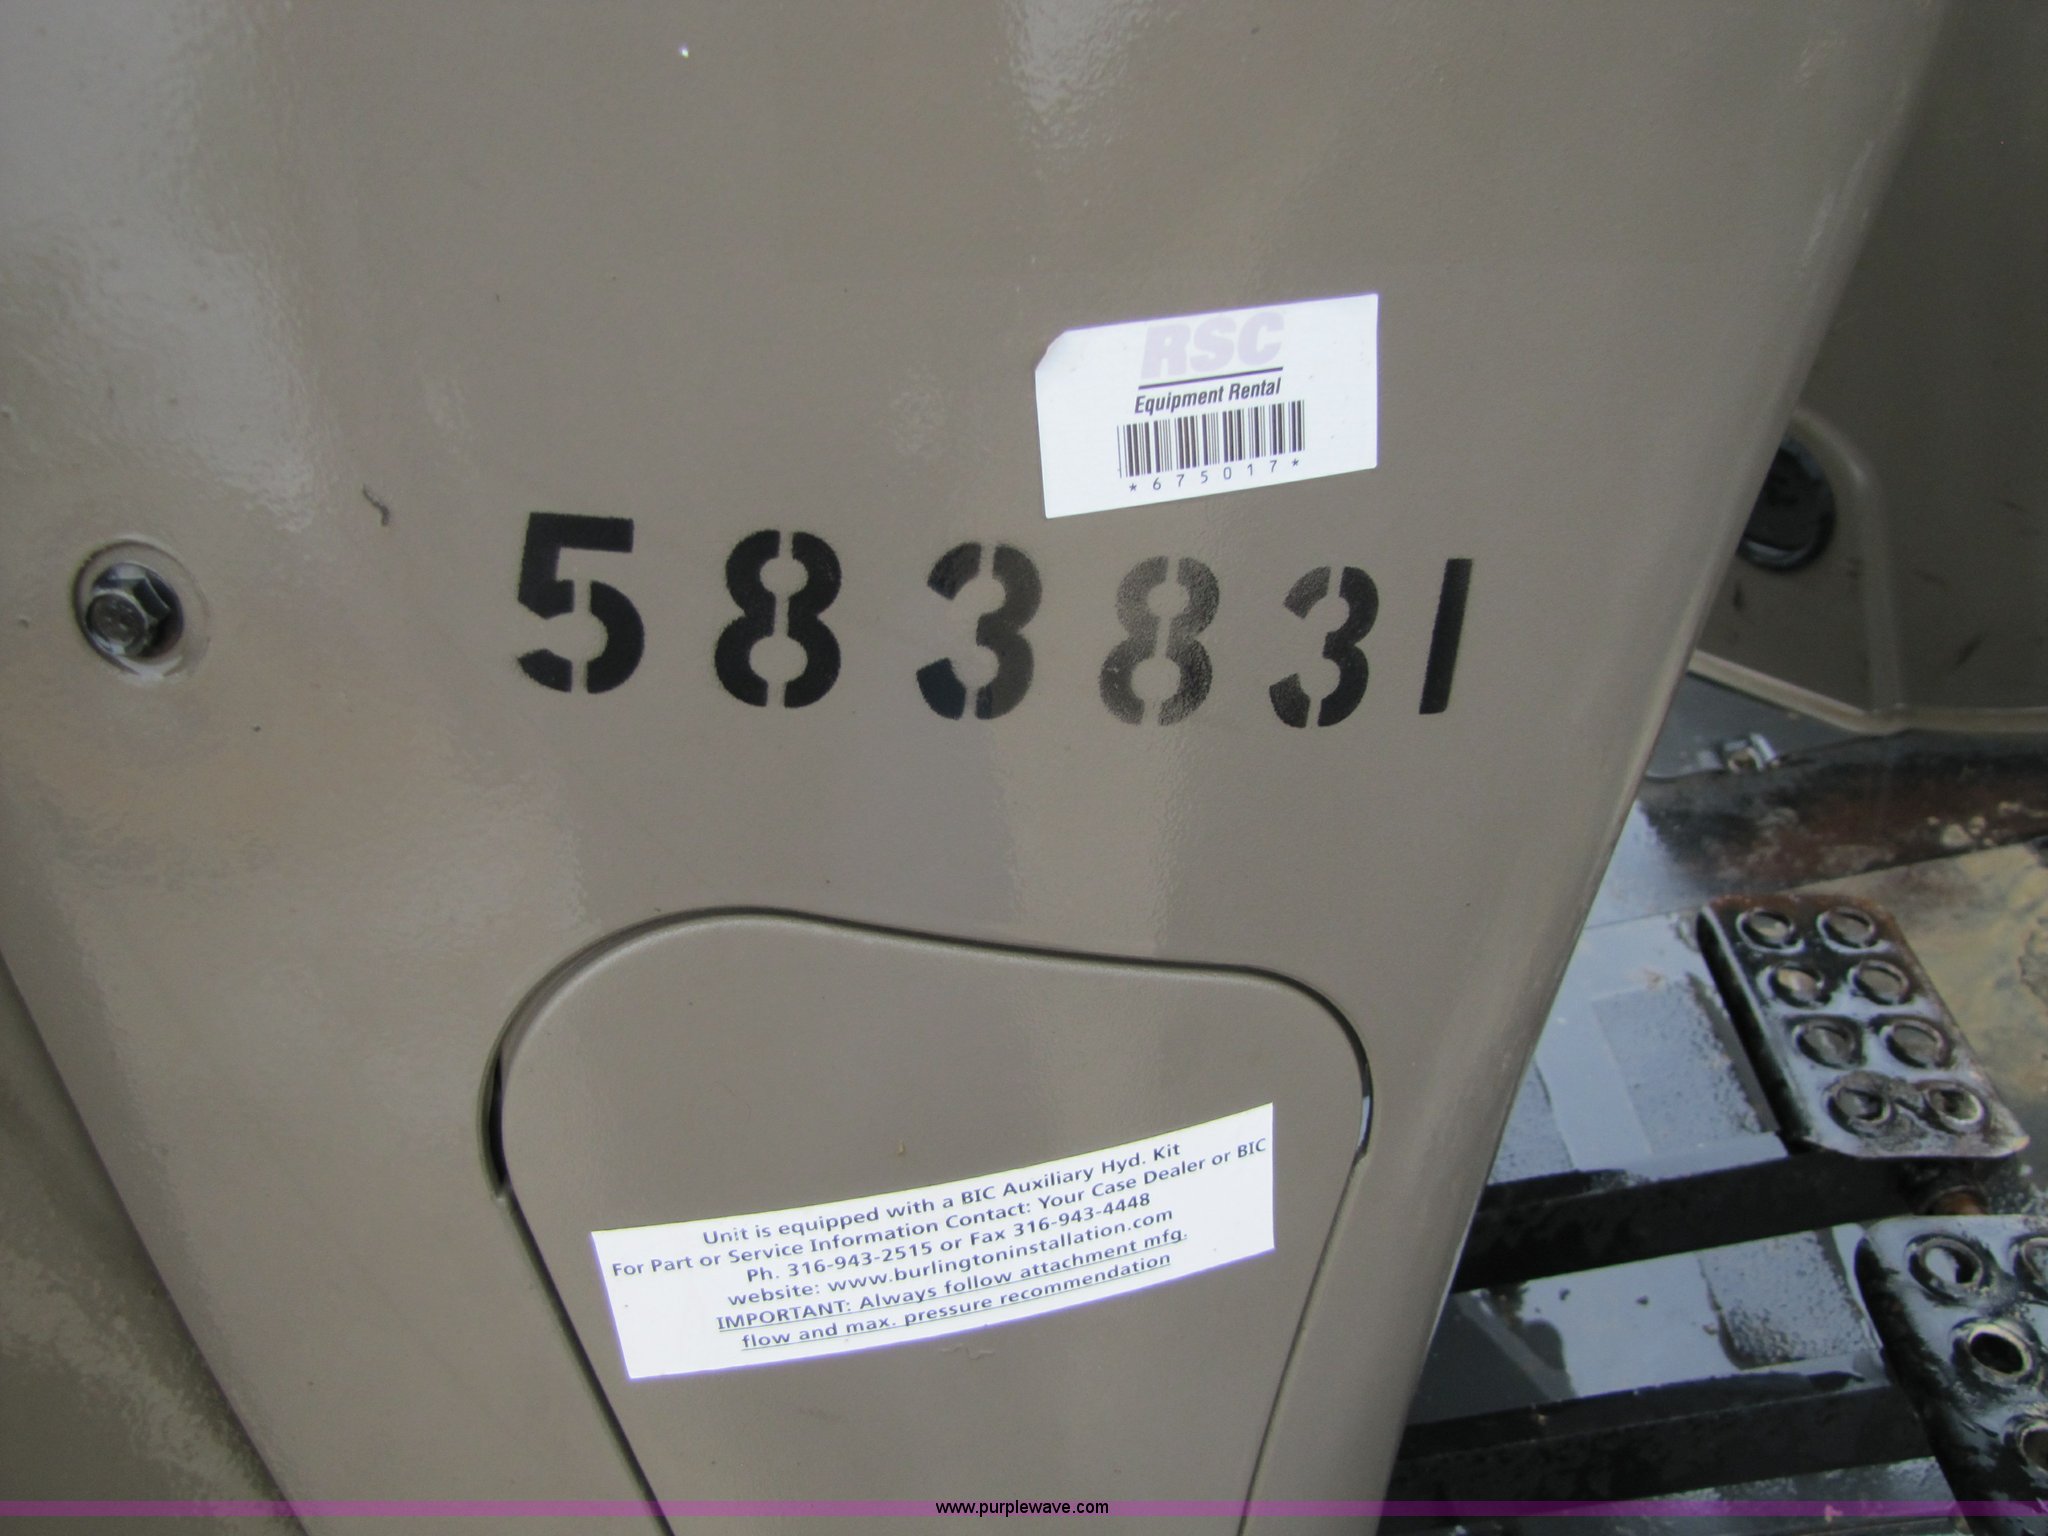 RSC
Equipment Rental
*675017*
583831
Unit is equipped with a BIC Auxiliary Hyd. Kit
For Part or Service Information Contact: Your Case Dealer or BIC
Ph. 316-943-2515 or Fax 316-943-4448
website: www.burlingtoninstallation.com
IMPORTANT: Always follow attachment mfg.
flow and max. pressure recommendation
www.purplewave.com